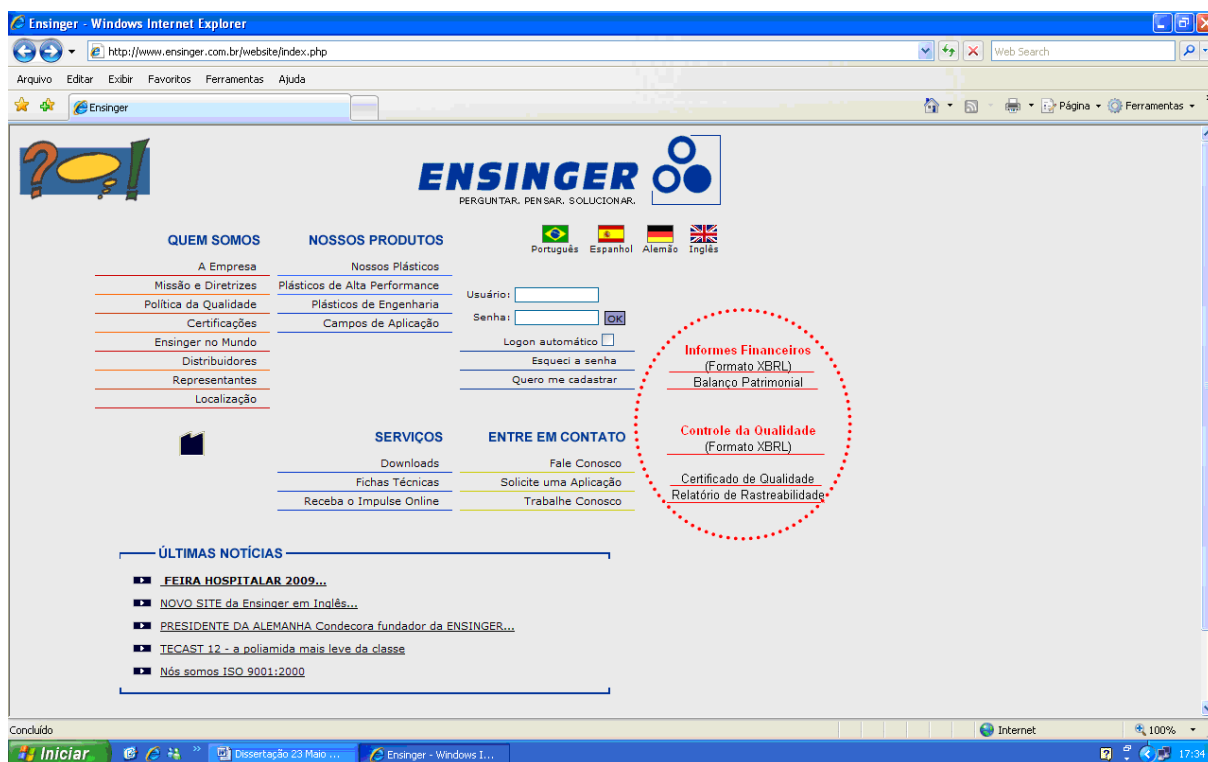 Ensinger - Windows Internet Explorer
http://www.ensinger.com.br/website/index.php
Web Search
Arquivo Editar Exibir Favoritos Ferramentas Ajuda
Ensinger
Página
Ferramentas
ENSINGER
PERGUNTAR. PENSAR. SOLUCIONAR.
Português Espanhol Alemão Inglês
QUEM SOMOS
A Empresa
Missão e Diretrizes
Política da Qualidade
Certificações
Ensinger no Mundo
Distribuidores
Representantes
Localização
NOSSOS PRODUTOS
Nossos Plásticos
Plásticos de Alta Performance
Plásticos de Engenharia
Campos de Aplicação
Usuário:
Senha:
OK
Logon automático
Esqueci a senha
Quero me cadastrar
Informes Financeiros
(Formato XBRL)
Balanço Patrimonial
Controle da Qualidade
(Formato XBRL)
Certificado de Qualidade
Relatório de Rastreabilidade
SERVIÇOS
Downloads
Fichas Técnicas
Receba o Impulse Online
ENTRE EM CONTATO
Fale Conosco
Solicite uma Aplicação
Trabalhe Conosco
ÚLTIMAS NOTÍCIAS
FEIRA HOSPITALAR 2009...
NOVO SITE da Ensinger em Inglês...
PRESIDENTE DA ALEMANHA Condecora fundador da ENSINGER...
TECAST 12 - a poliamida mais leve da classe
Nós somos ISO 9001:2000
Concluído
Internet
100%
Iniciar
Dissertação 23 Maio ...
Ensinger - Windows I...
17:34